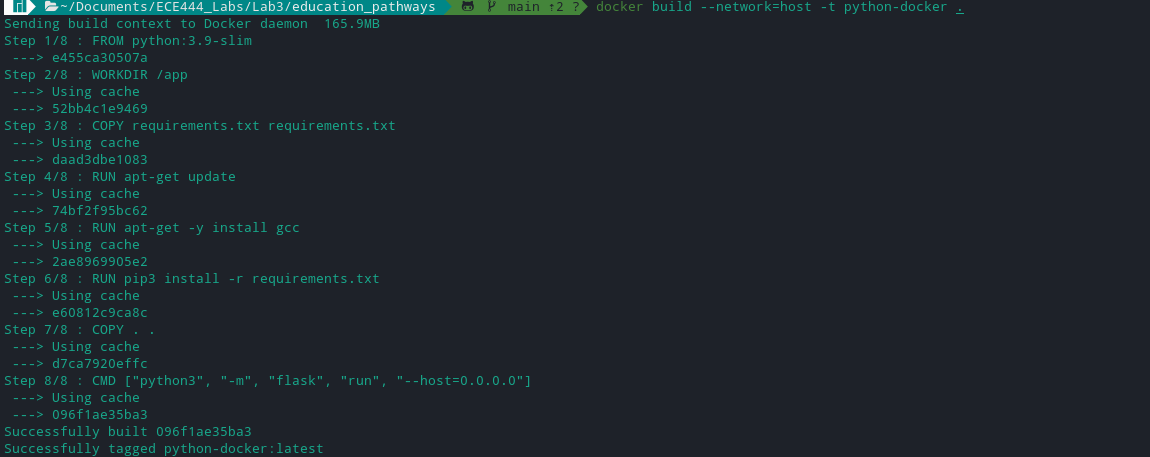 ~/Documents/ECE444_Labs/Lab3/education_pathways main ⇡2 ? docker build --network=host -t python-docker .
Sending build context to Docker daemon  165.9MB
Step 1/8 : FROM python:3.9-slim
 ---> e455ca30507a
Step 2/8 : WORKDIR /app
 ---> Using cache
 ---> 52bb4c1e9469
Step 3/8 : COPY requirements.txt requirements.txt
 ---> Using cache
 ---> daad3dbe1083
Step 4/8 : RUN apt-get update
 ---> Using cache
 ---> 74bf2f95bc62
Step 5/8 : RUN apt-get -y install gcc
 ---> Using cache
 ---> 2ae8969905e2
Step 6/8 : RUN pip3 install -r requirements.txt
 ---> Using cache
 ---> e60812c9ca8c
Step 7/8 : COPY . .
 ---> Using cache
 ---> d7ca7920effc
Step 8/8 : CMD ["python3", "-m", "flask", "run", "--host=0.0.0.0"]
 ---> Using cache
 ---> 096f1ae35ba3
Successfully built 096f1ae35ba3
Successfully tagged python-docker:latest